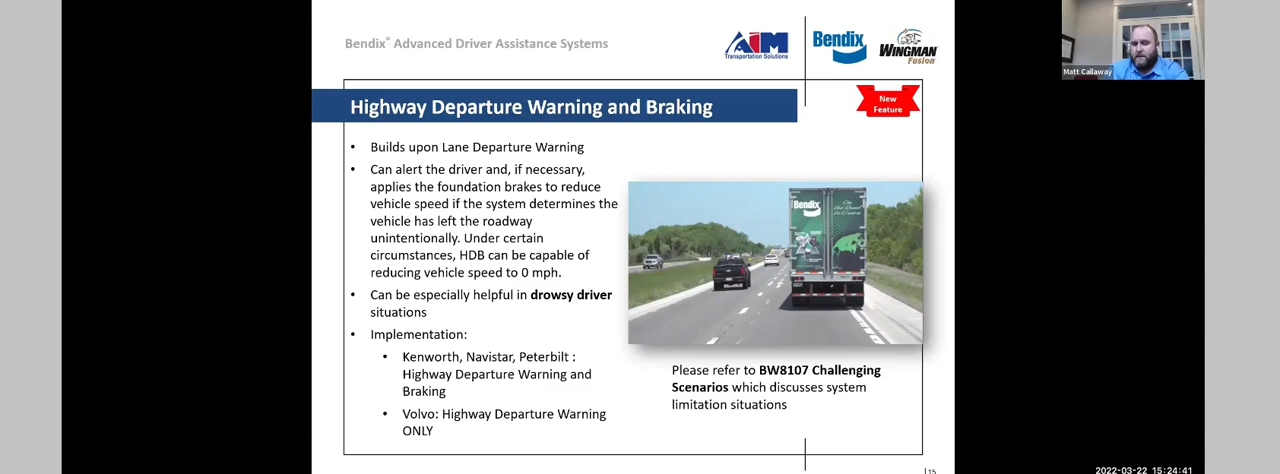 Bendix® Advanced Driver Assistance Systems
AIM
Transportation Solutions
Bendix
WINGMAN
Fusion
Matt Callaway
Highway Departure Warning and Braking
New
Feature
• Builds upon Lane Departure Warning
• Can alert the driver and, if necessary,
applies the foundation brakes to reduce
vehicle speed if the system determines the
vehicle has left the roadway
unintentionally. Under certain
circumstances, HDB can be capable of
reducing vehicle speed to 0 mph.
• Can be especially helpful in drowsy driver
situations
• Implementation:
• Kenworth, Navistar, Peterbilt :
Highway Departure Warning and
Braking
• Volvo: Highway Departure Warning
ONLY
Bendix
Please refer to BW8107 Challenging
Scenarios which discusses system
limitation situations
15
2022-03-22 15:24:41